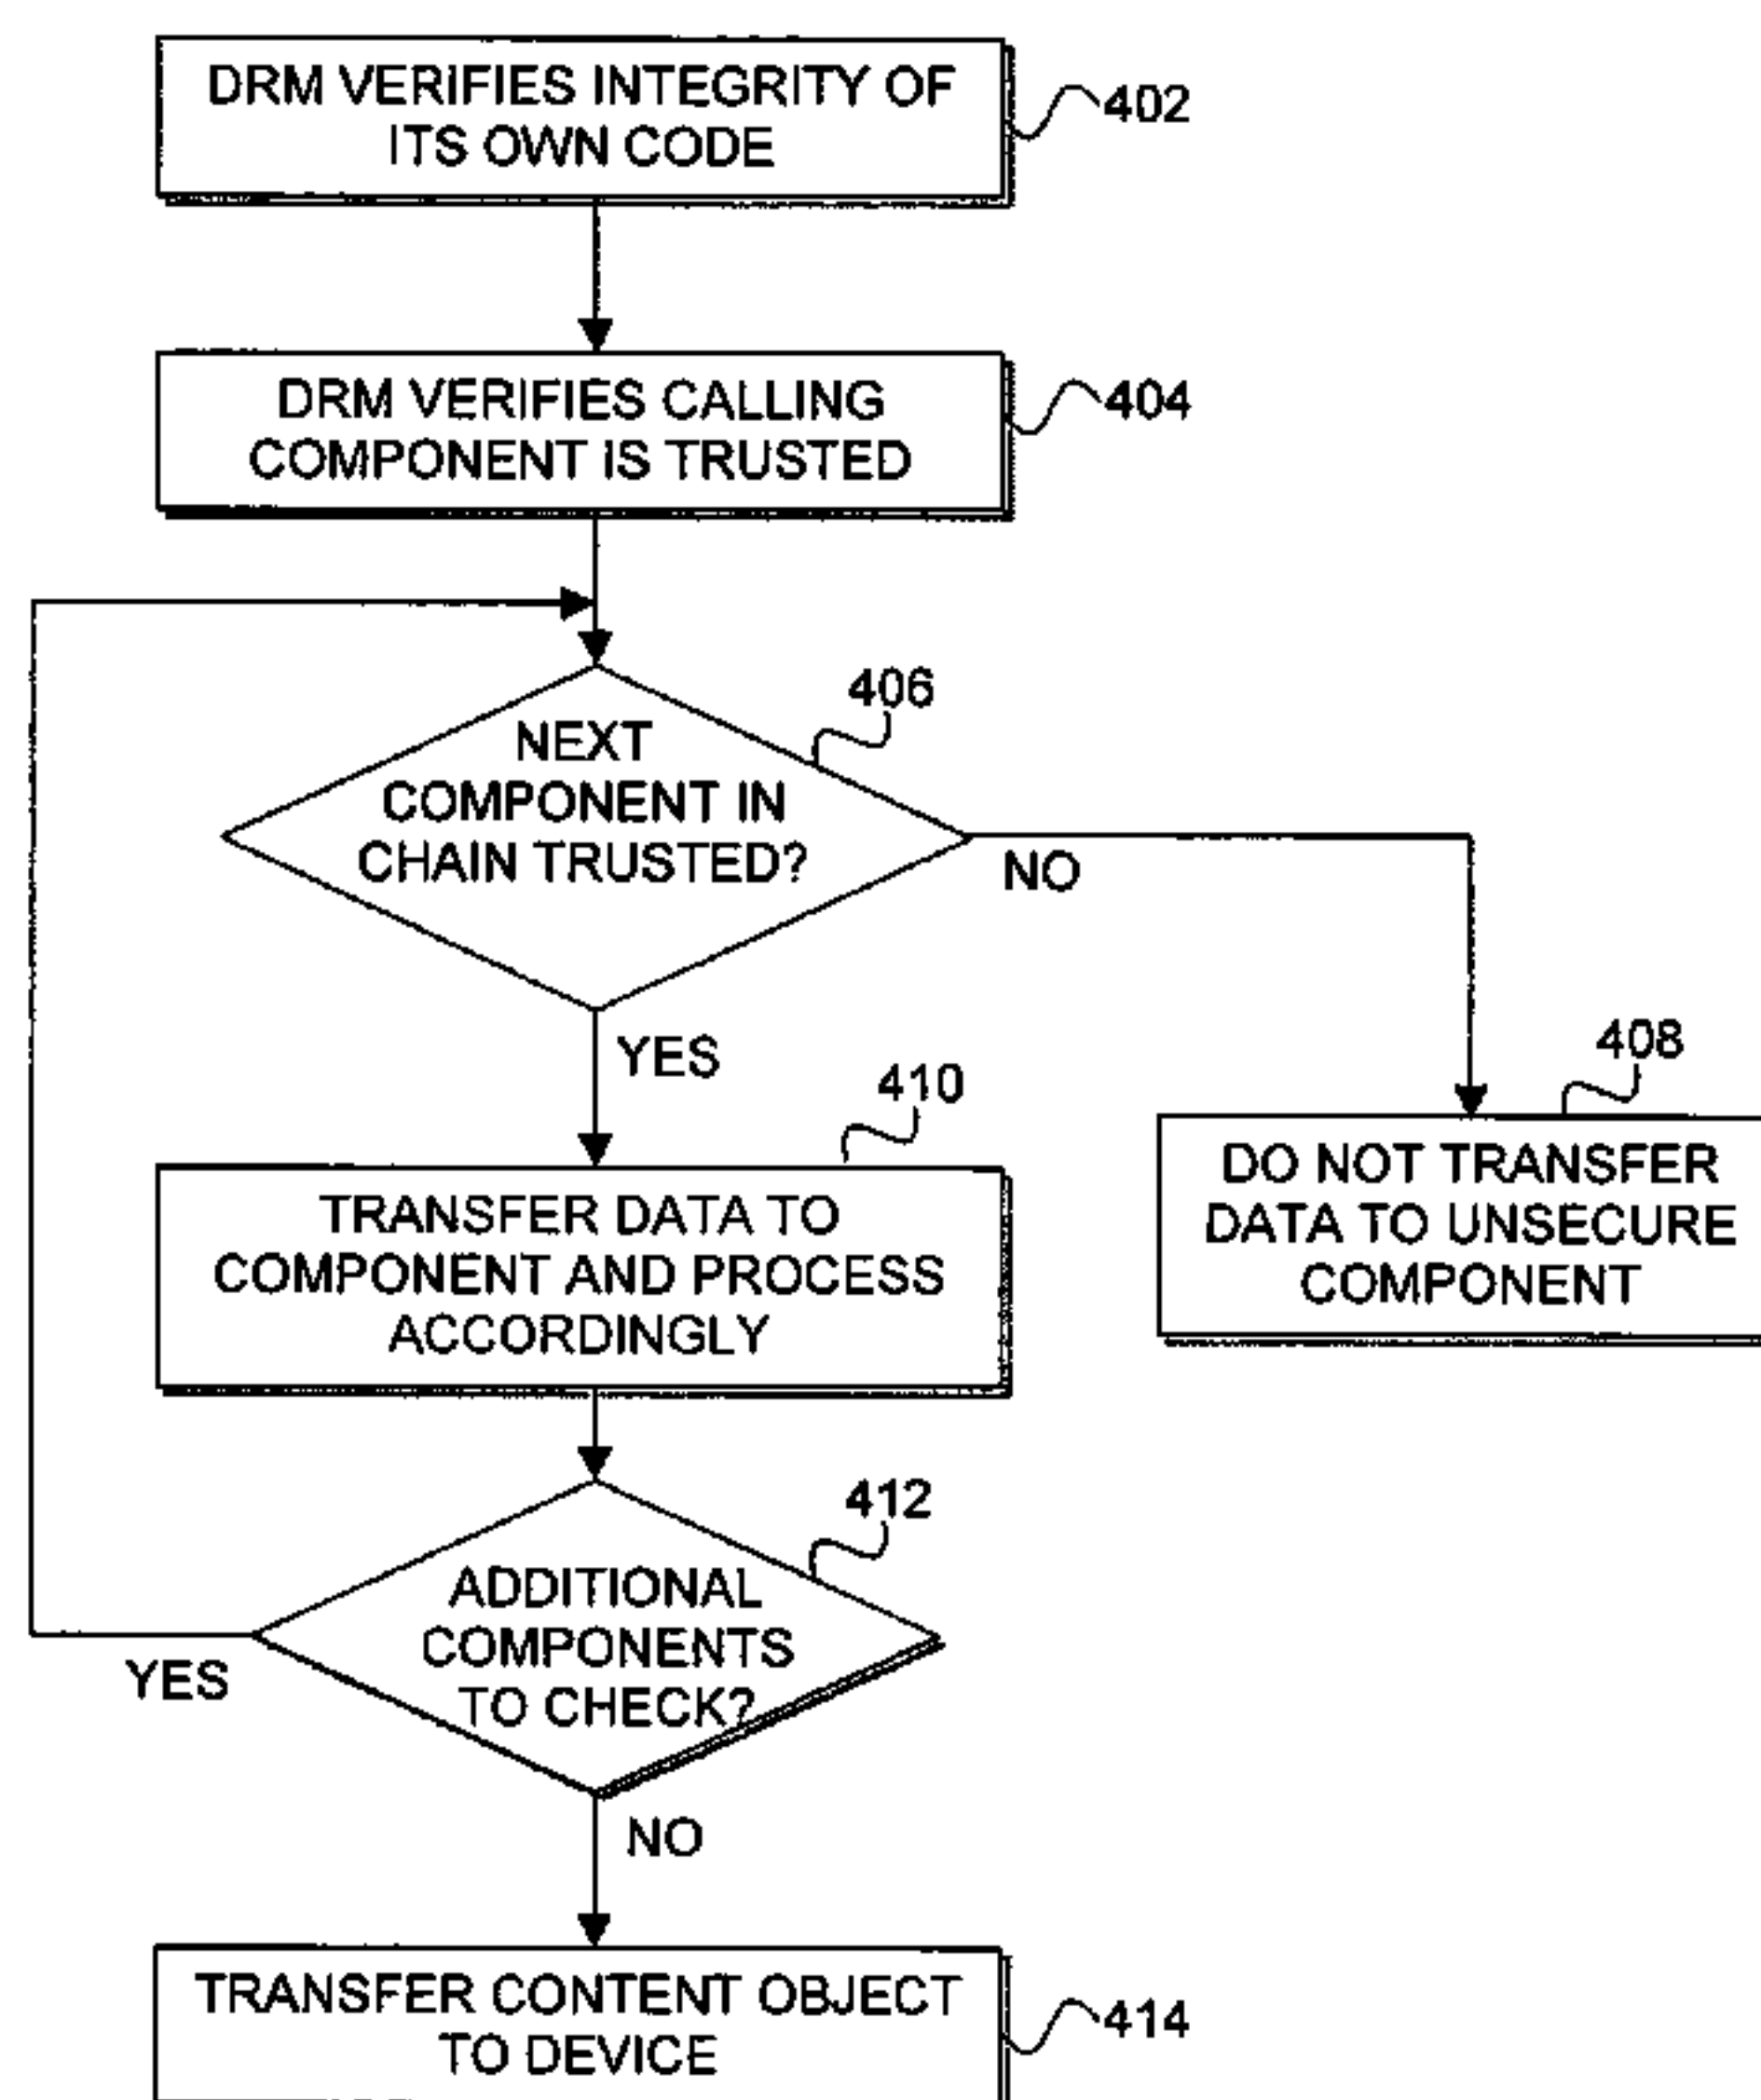 DRM VERIFIES INTEGRITY OF
ITS OWN CODE
402
DRM VERIFIES CALLING
COMPONENT IS TRUSTED
404
406
NEXT
COMPONENT IN
CHAIN TRUSTED?
NO
YES
408
410
DO NOT TRANSFER
DATA TO UNSECURE
COMPONENT
TRANSFER DATA TO
COMPONENT AND PROCESS
ACCORDINGLY
412
ADDITIONAL
COMPONENTS
TO CHECK?
YES
NO
TRANSFER CONTENT OBJECT
TO DEVICE
414